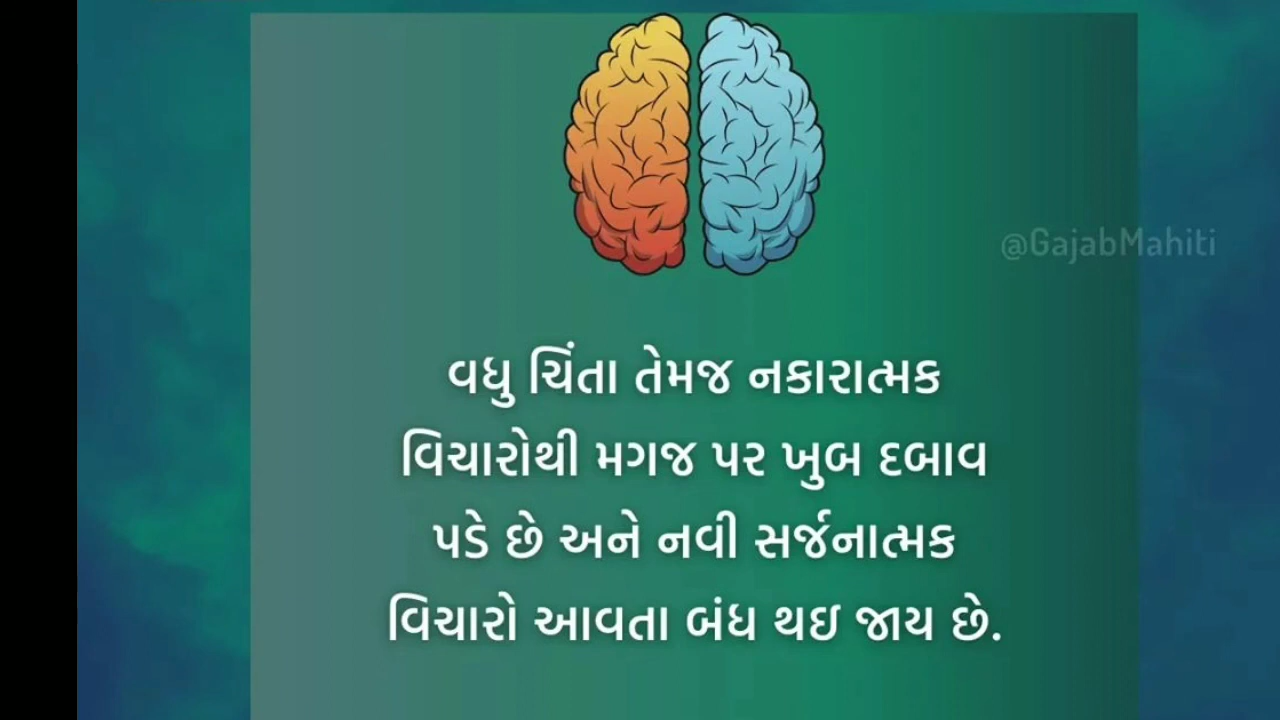 @GajabMahiti
વધુ ચિંતા તેમજ નકારાત્મક
વિચારોથી મગજ પર ખુબ દબાવ
પડે છે અને નવી સર્જનાત્મક
વિચારો આવતા બંધ થઇ જાય છે.